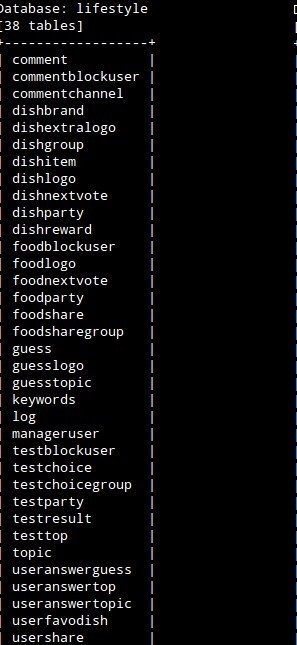 Database: lifestyle
[38 tables]
+------------------+
| comment |
| commentblockuser |
| commentchannel |
| dishbrand |
| dishextralogo |
| dishgroup |
| dishitem |
| dishlogo |
| dishnextvote |
| dishparty |
| dishreward |
| foodblockuser |
| foodlogo |
| foodnextvote |
| foodparty |
| foodshare |
| foodsharegroup |
| guess |
| guesslogo |
| guesstopic |
| keywords |
| log |
| manageruser |
| testblockuser |
| testchoice |
| testchoicegroup |
| testparty |
| testresult |
| testtop |
| topic |
| useranswerguess |
| useranswertop |
| useranswertopic |
| userfavodish |
| usershare |